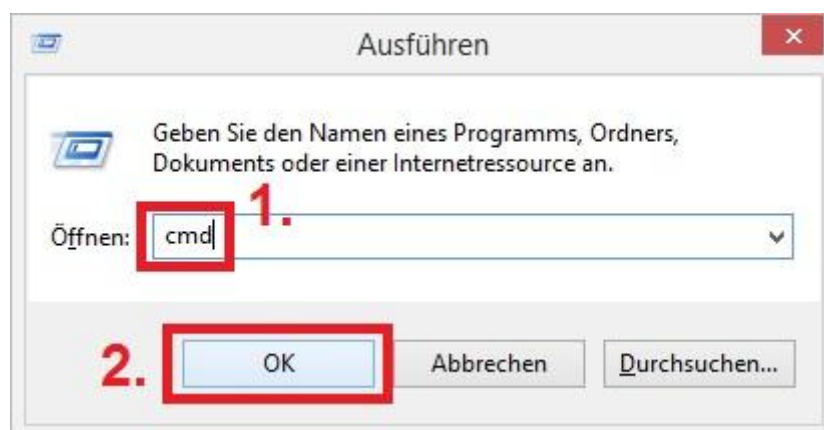 Ausführen
Geben Sie den Namen eines Programms, Ordners,
Dokuments oder einer Internetressource an.
1.
Öffnen: cmd
2. OK Abbrechen Durchsuchen...